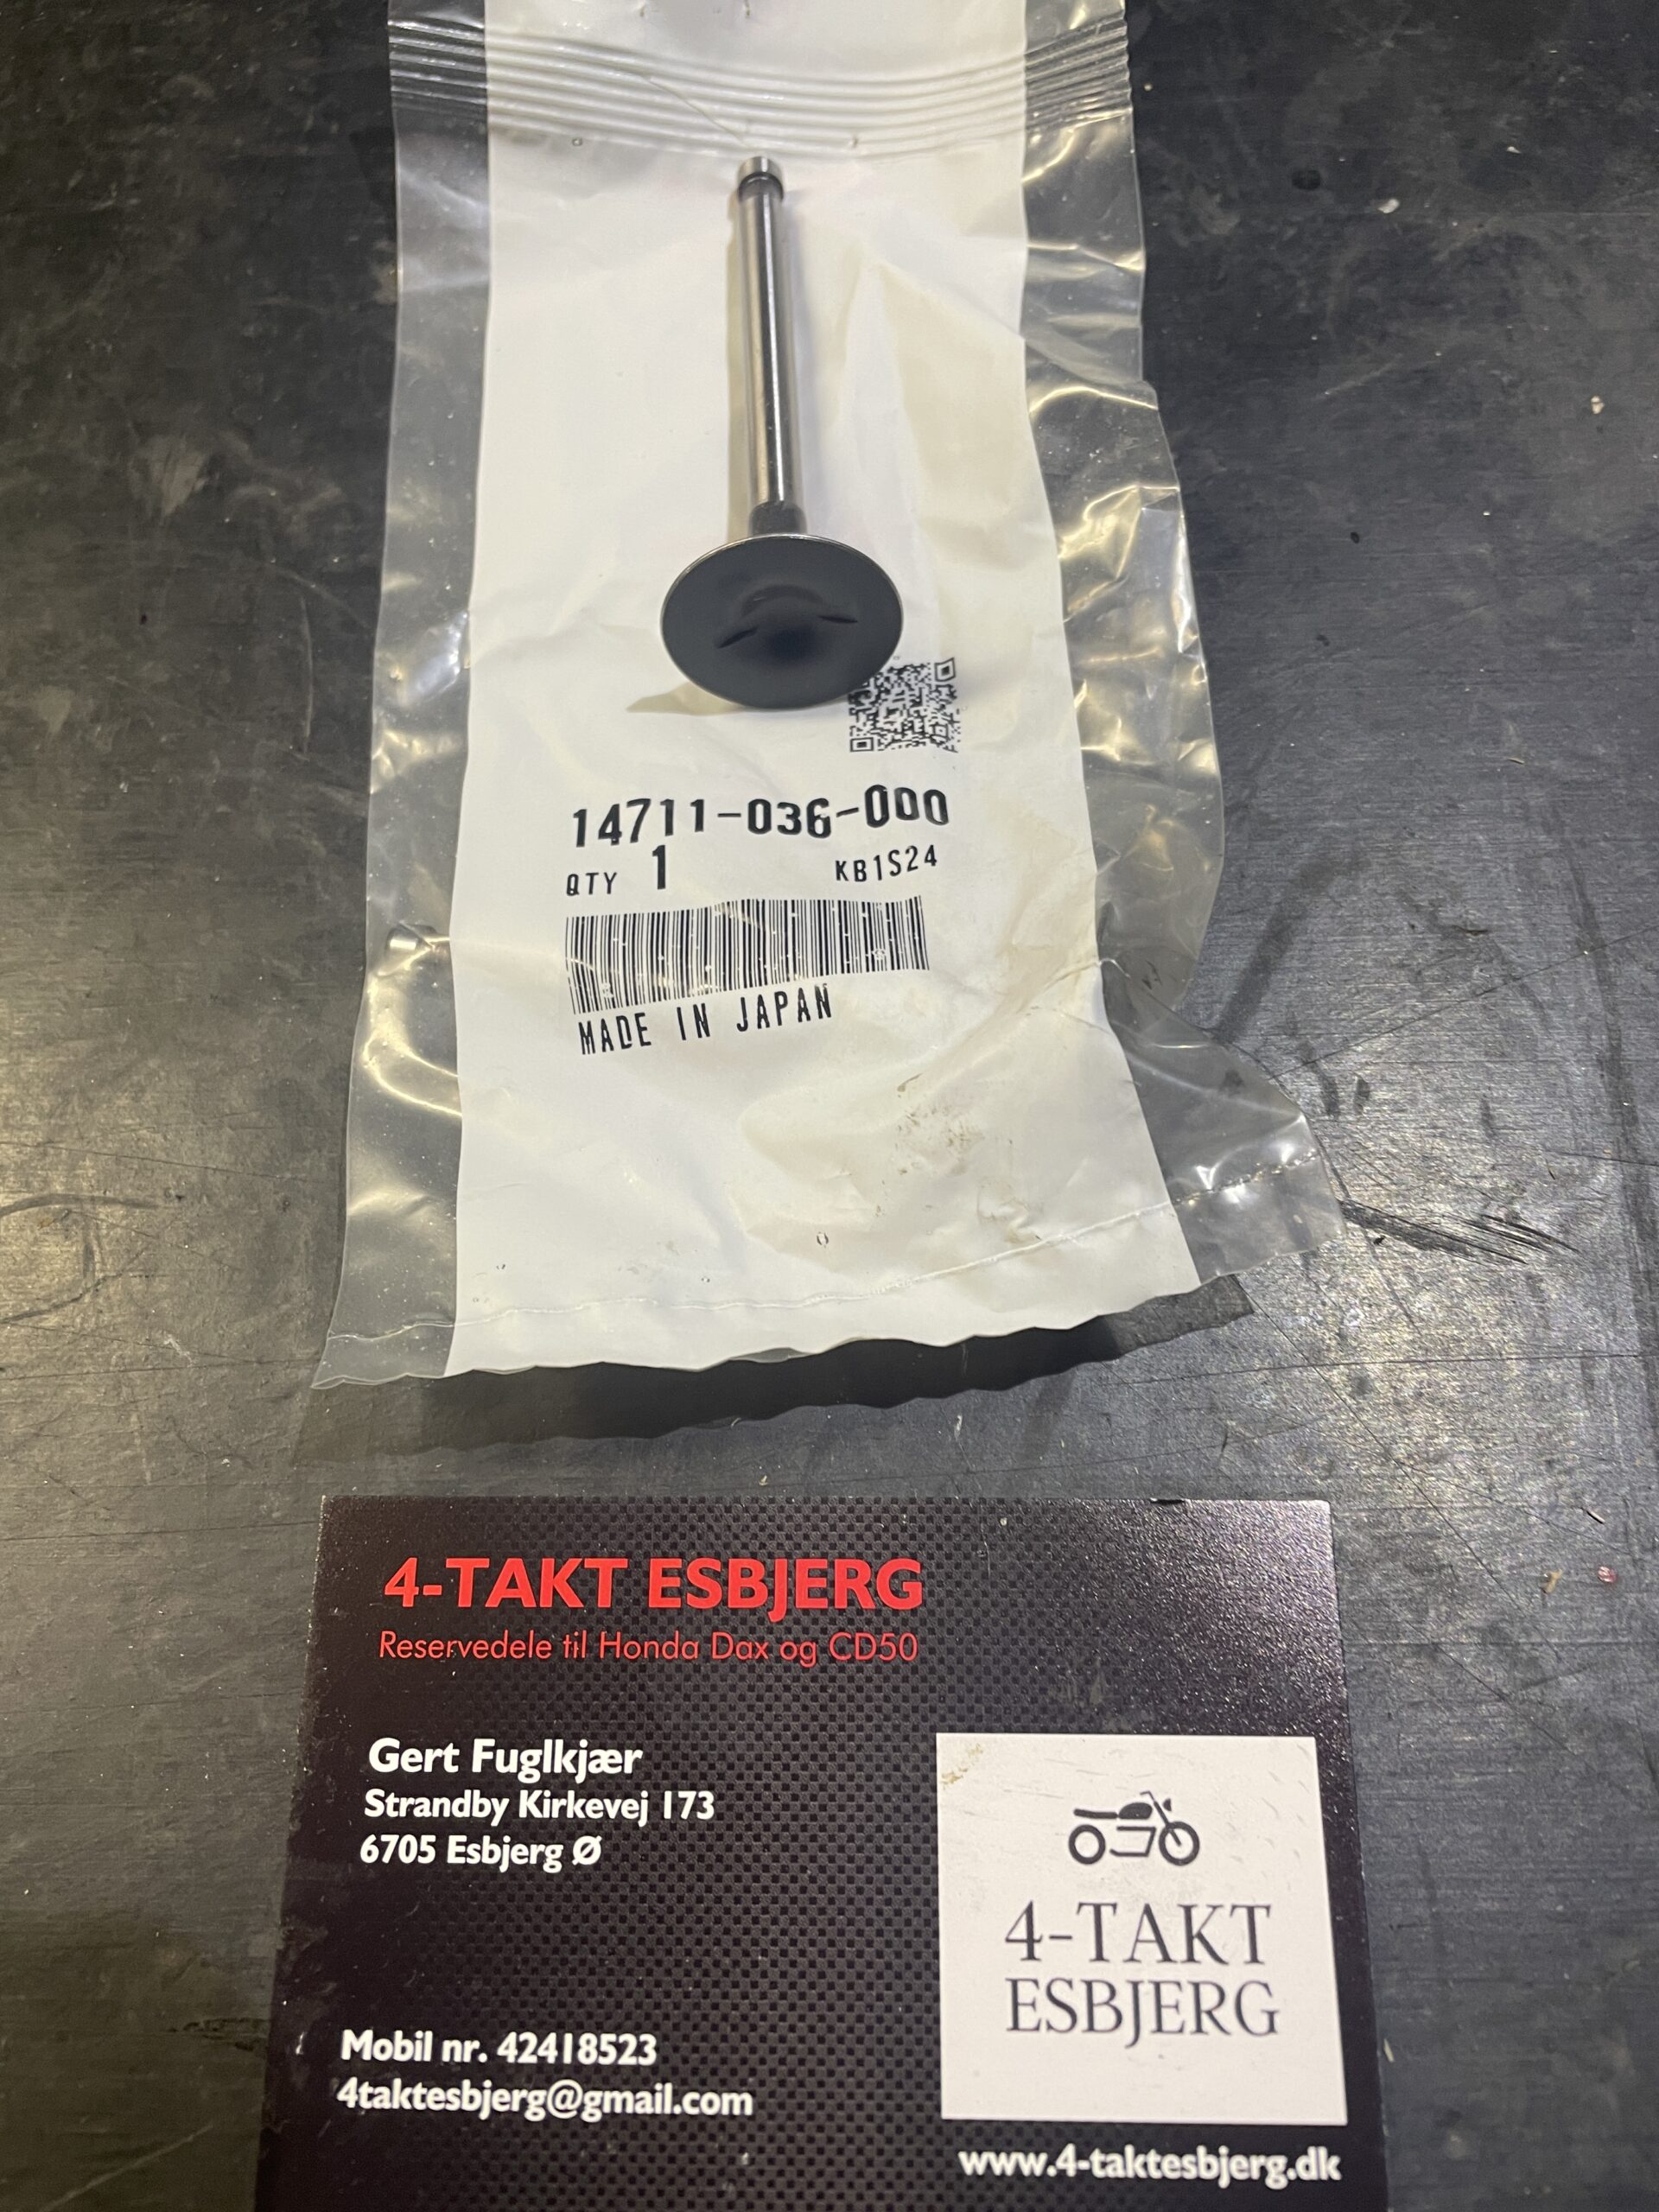 14711-036-000
QTY 1 KB1S24
MADE IN JAPAN
4-TAKT ESBJERG
Reservedele til Honda Dax og CD50
Gert Fuglkjær
Strandby Kirkevej 173
6705 Esbjerg Ø
4-TAKT
ESBJERG
Mobil nr. 42418523
4taktesbjerg@gmail.com
www.4-taktesbjerg.dk